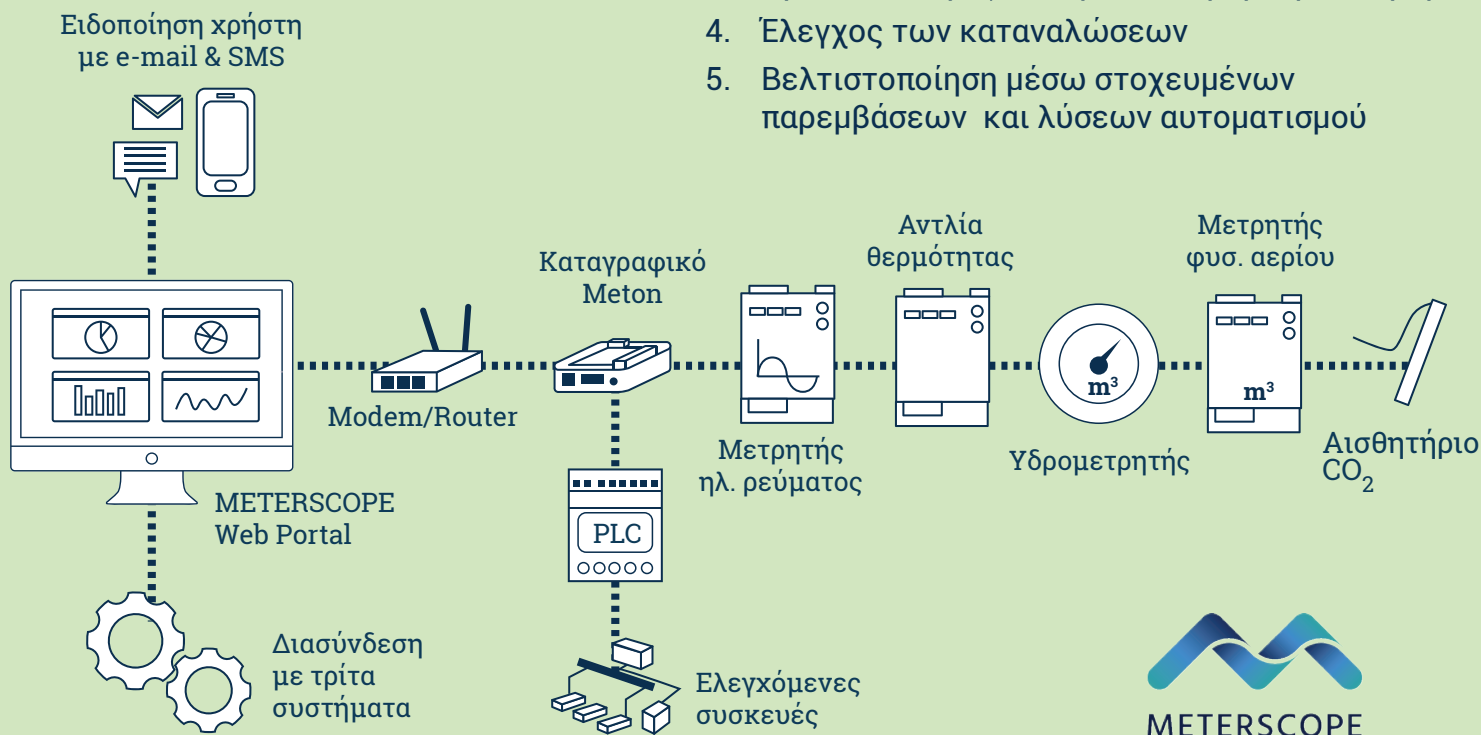 Ειδοποίηση χρήστη
με e-mail & SMS
4. Έλεγχος των καταναλώσεων
5. Βελτιστοποίηση μέσω στοχευμένων
παρεμβάσεων και λύσεων αυτοματισμού
Καταγραφικό
Meton
Αντλία
θερμότητας
Μετρητής
φυσ. αερίου
Modem/Router
m³
m³
Μετρητής
ηλ. ρεύματος
Υδρομετρητής
Αισθητήριο
CO₂
METERSCOPE
Web Portal
PLC
Διασύνδεση
με τρίτα
συστήματα
Ελεγχόμενες
συσκευές
METERSCOPE